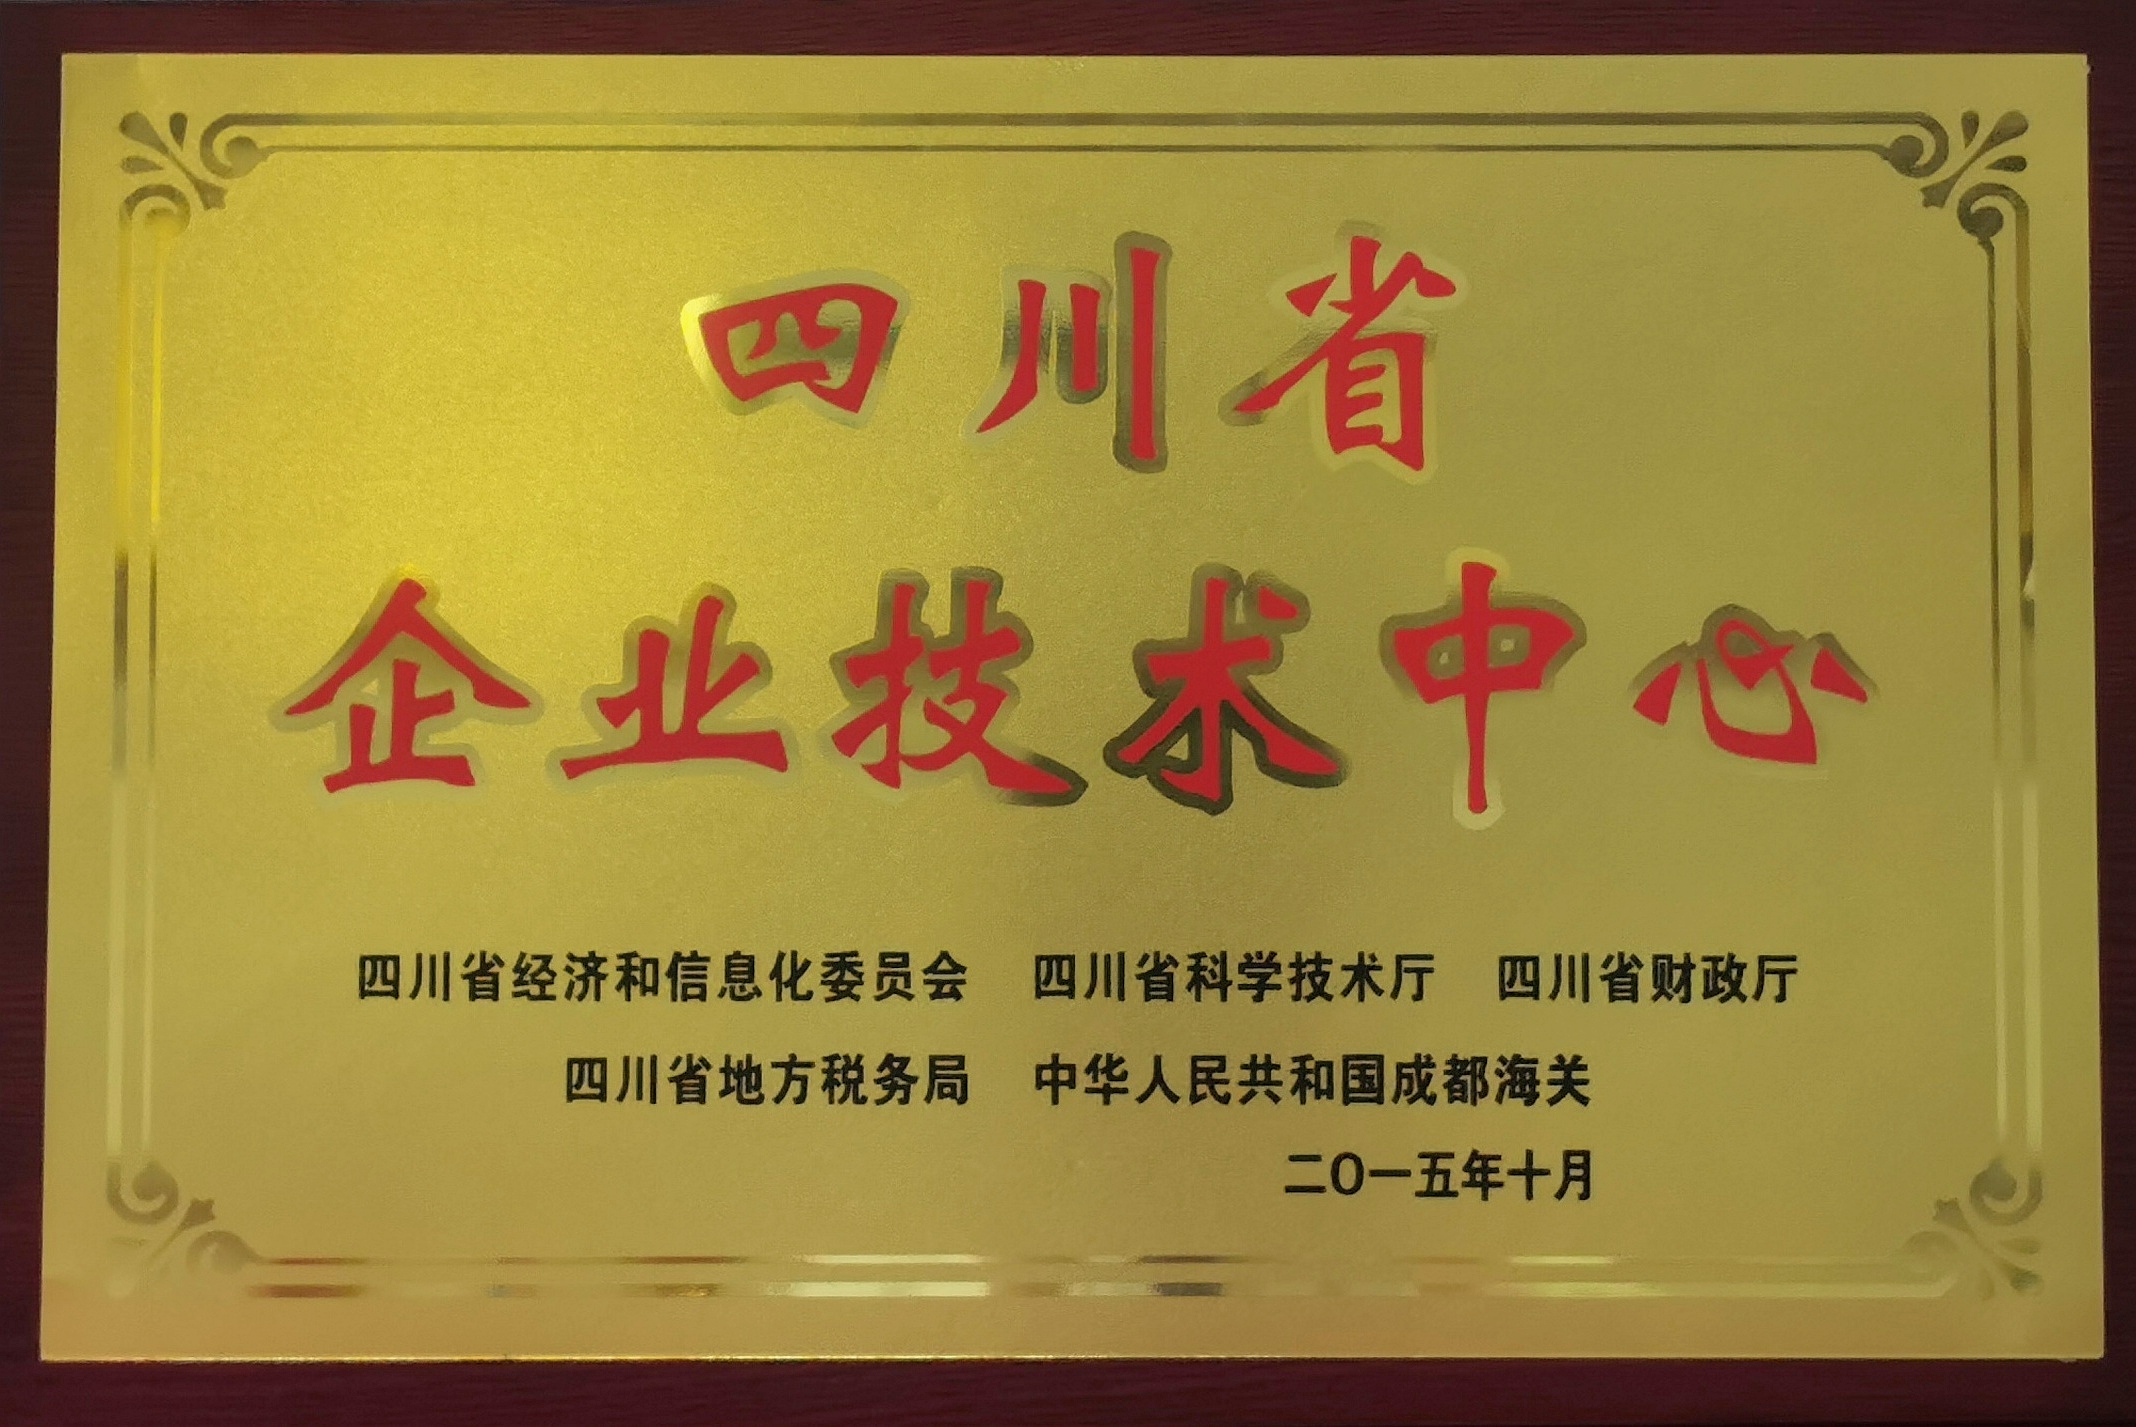 四川省
企业技术中心
四川省经济和信息化委员会 四川省科学技术厅 四川省财政厅
四川省地方税务局 中华人民共和国成都海关
二〇一五年十月